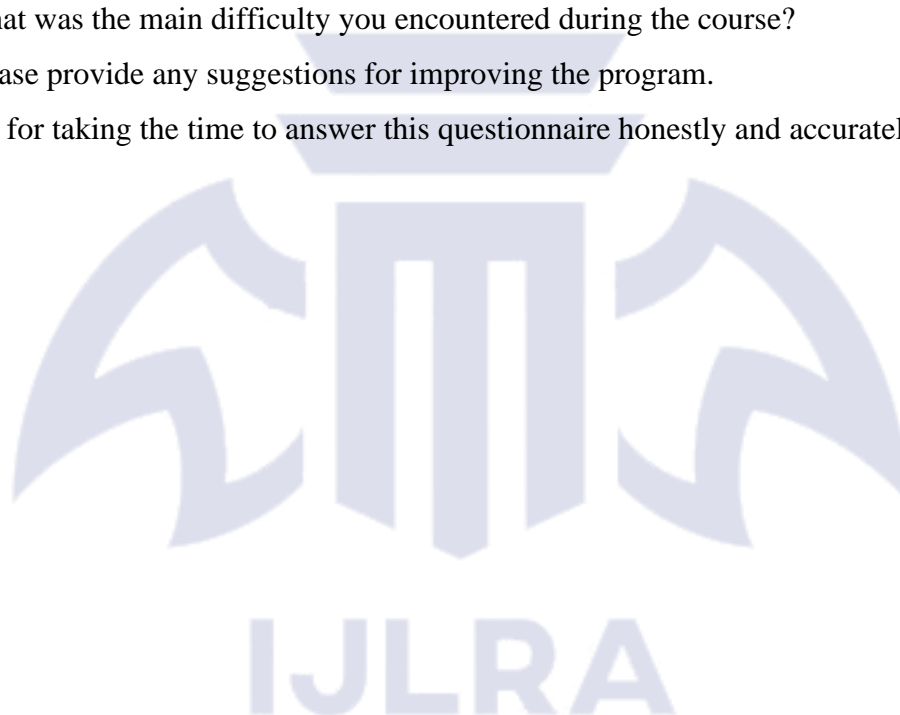 hat was the main difficulty you encountered during the course?
ase provide any suggestions for improving the program.
for taking the time to answer this questionnaire honestly and accuratel
IJLRA